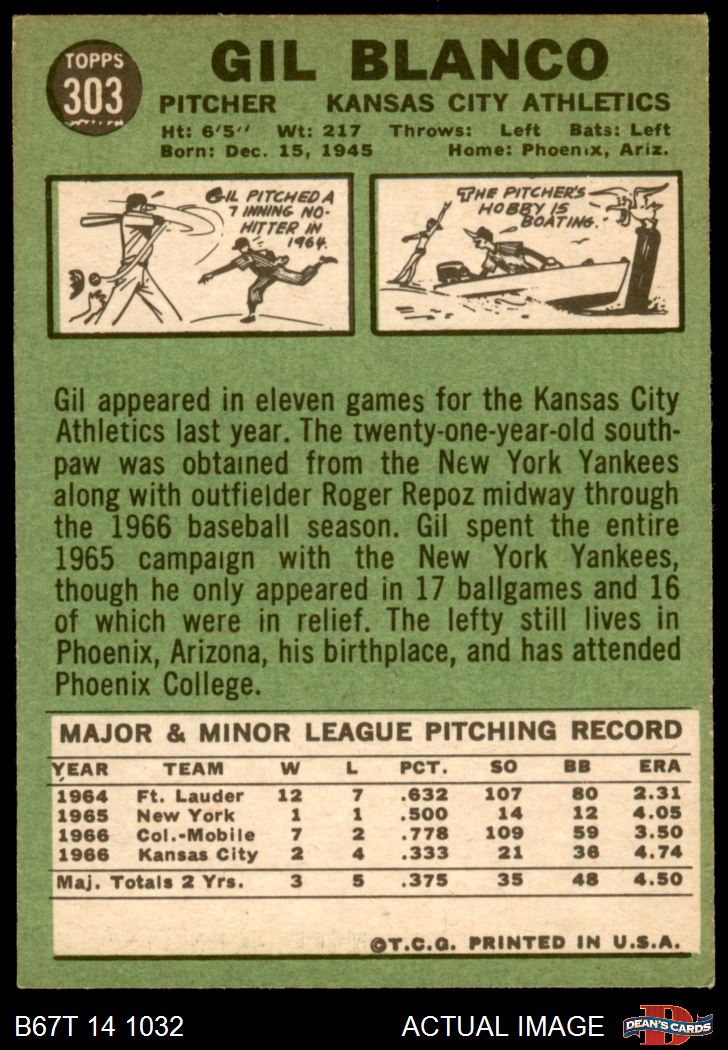 TOPPS
303
GIL BLANCO
PITCHER KANSAS CITY ATHLETICS
Ht: 6'5'' Wt: 217 Throws: Left Bats: Left
Born: Dec. 15, 1945 Home: Phoenix, Ariz.
GIL PITCHED A
7 INNING NO-
HITTER IN
1964.
THE PITCHER'S
HOBBY IS
BOATING.
Gil appeared in eleven games for the Kansas City
Athletics last year. The twenty-one-year-old south-
paw was obtained from the New York Yankees
along with outfielder Roger Repoz midway through
the 1966 baseball season. Gil spent the entire
1965 campaign with the New York Yankees,
though he only appeared in 17 ballgames and 16
of which were in relief. The lefty still lives in
Phoenix, Arizona, his birthplace, and has attended
Phoenix College.
MAJOR & MINOR LEAGUE PITCHING RECORD
YEAR TEAM W L PCT. SO BB ERA
1964 Ft. Lauder 12 7 .632 107 80 2.31
1965 New York 1 1 .500 14 12 4.05
1966 Col.-Mobile 7 2 .778 109 59 3.50
1966 Kansas City 2 4 .333 21 36 4.74
Maj. Totals 2 Yrs. 3 5 .375 35 48 4.50
©T.C.G. PRINTED IN U.S.A.
B67T 14 1032 ACTUAL IMAGE
D
DEAN'S CARDS